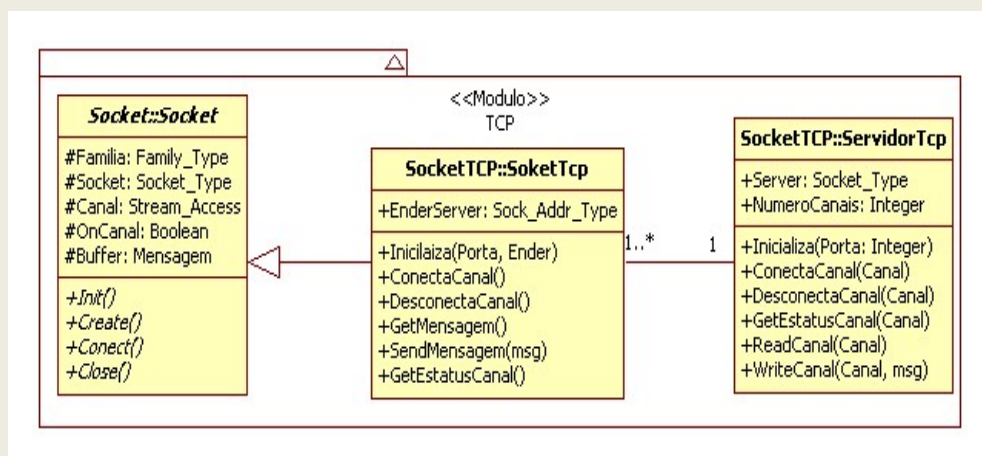 <<Modulo>>
TCP
Socket::Socket
#Familia: Family_Type
#Socket: Socket_Type
#Canal: Stream_Access
#OnCanal: Boolean
#Buffer: Mensagem
+Init()
+Create()
+Conect()
+Close()
SocketTCP::SoketTcp
+EnderServer: Sock_Addr_Type
+Inicilaiza(Porta, Ender)
+ConectaCanal()
+DesconectaCanal()
+GetMensagem()
+SendMensagem(msg)
+GetEstatusCanal()
1..*
1
SocketTCP::ServidorTcp
+Server: Socket_Type
+NumeroCanais: Integer
+Inicializa(Porta: Integer)
+ConectaCanal(Canal)
+DesconectaCanal(Canal)
+GetEstatusCanal(Canal)
+ReadCanal(Canal)
+WriteCanal(Canal, msg)